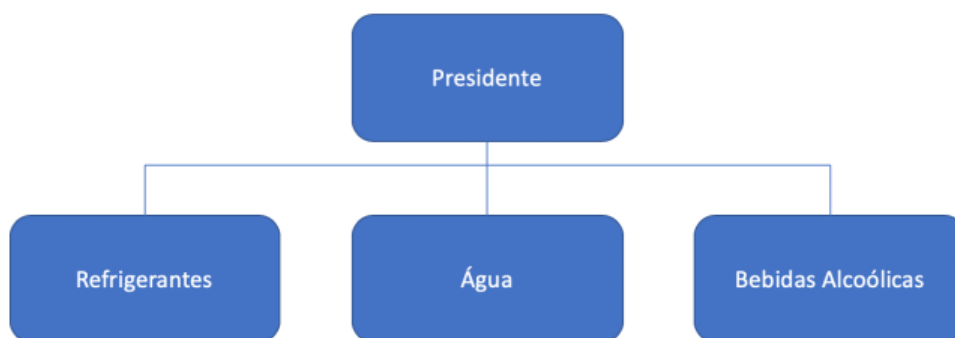 Presidente
Refrigerantes
Água
Bebidas Alcoólicas